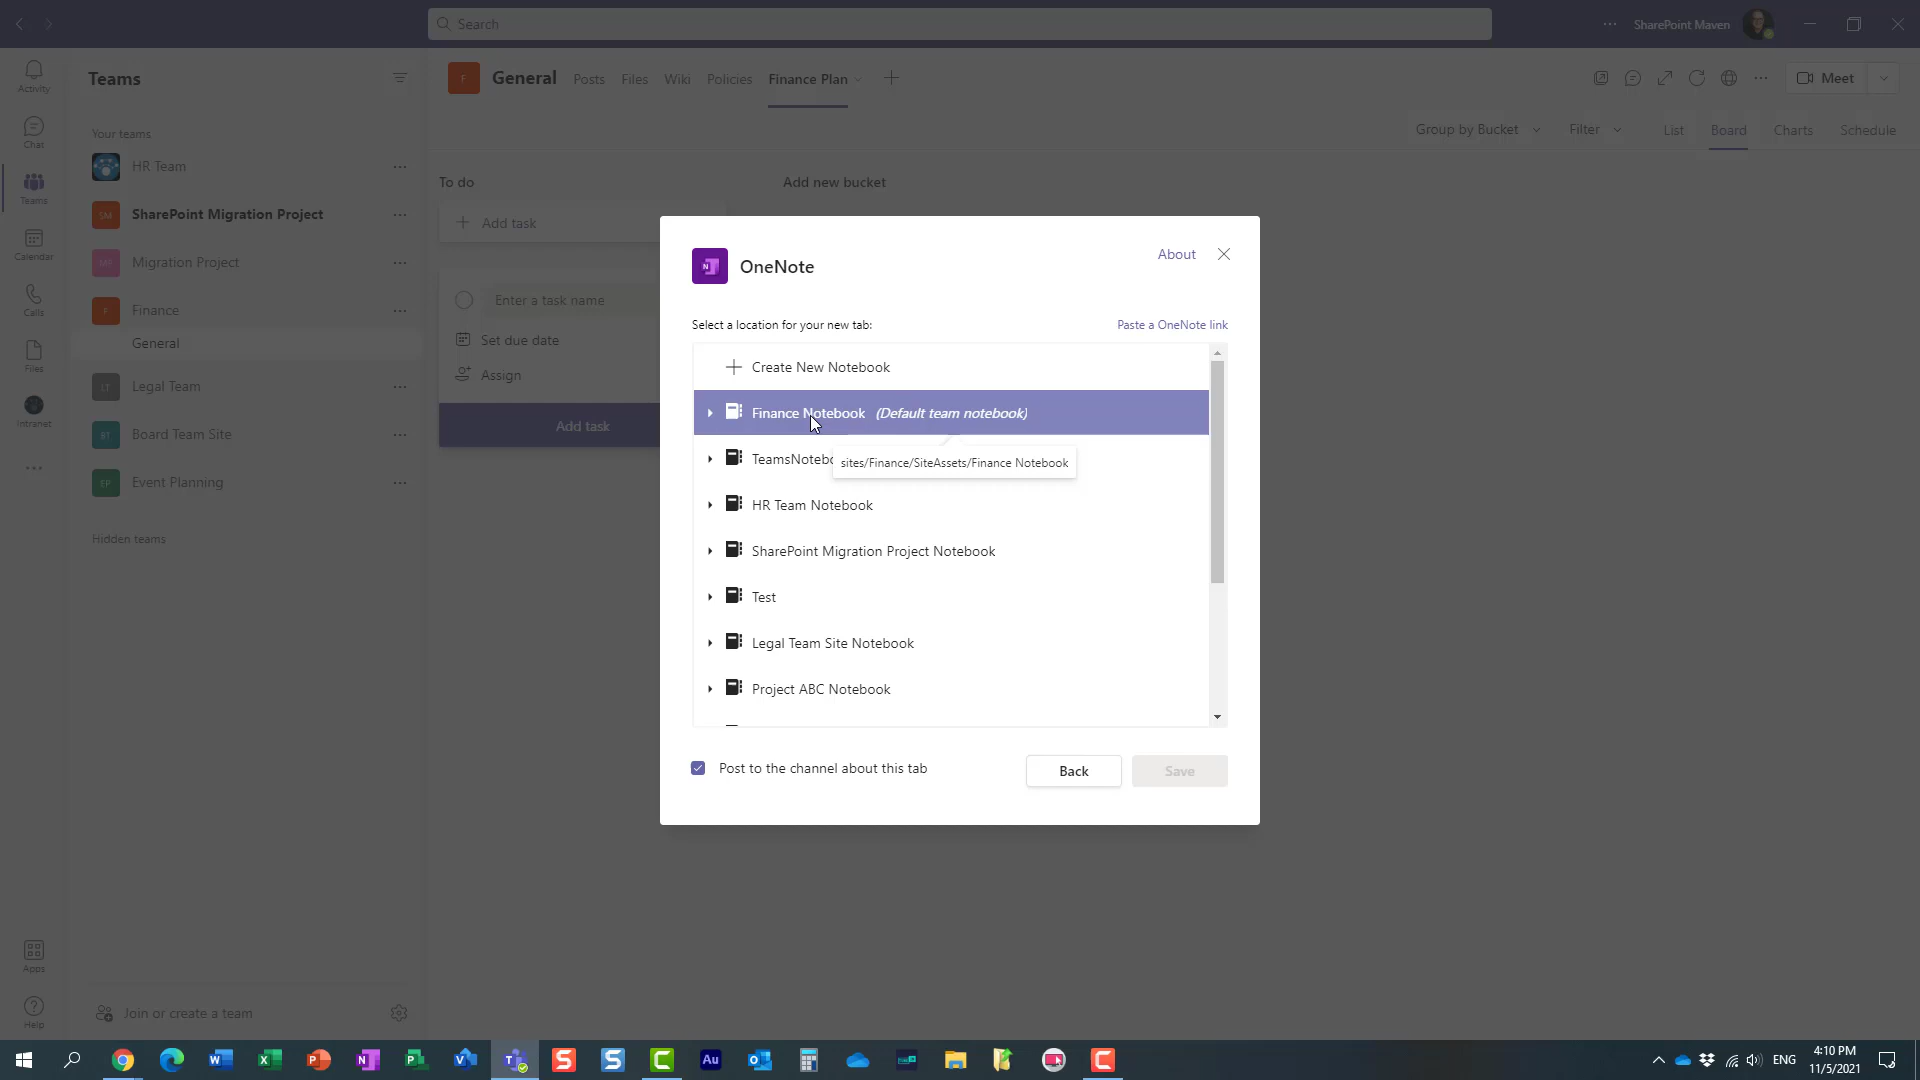 Search
SharePoint Maven
Activity
Chat
Teams
Calendar
Calls
Files
Intranet
Apps
Help
Teams
Your teams
HR Team
SM SharePoint Migration Project
MP Migration Project
F Finance
General
LT Legal Team
BT Board Team Site
EP Event Planning
Hidden teams
Join or create a team
F General Posts Files Wiki Policies Finance Plan
Meet
Group by Bucket Filter List Board Charts Schedule
To do
Add new bucket
Add task
Enter a task name
Set due date
Assign
Add task
N OneNote
About
Select a location for your new tab:
Paste a OneNote link
Create New Notebook
Finance Notebook (Default team notebook)
TeamsNotebo
sites/Finance/SiteAssets/Finance Notebook
HR Team Notebook
SharePoint Migration Project Notebook
Test
Legal Team Site Notebook
Project ABC Notebook
Post to the channel about this tab
Back
Save
ENG
4:10 PM
11/5/2021